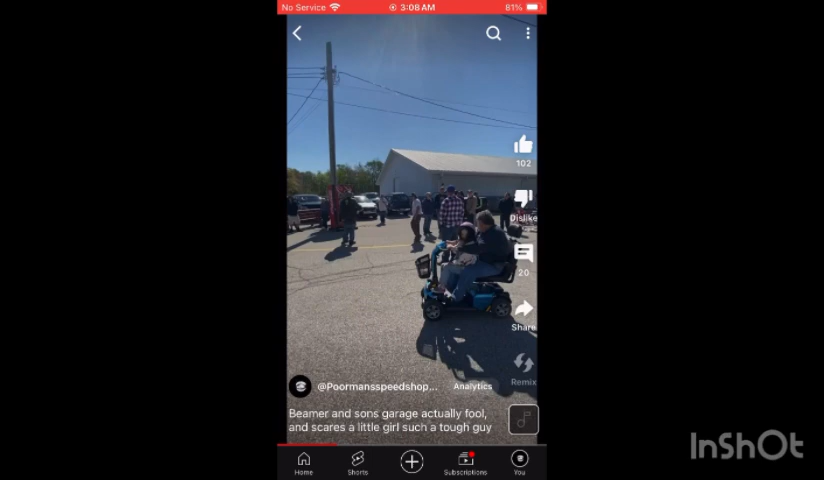 No Service 3:08 AM 81%
102
Dislike
20
Share
Remix
@Poormansspeedshop... Analytics
Beamer and sons garage actually fool,
and scares a little girl such a tough guy
Home Shorts Subscriptions You
InShOt